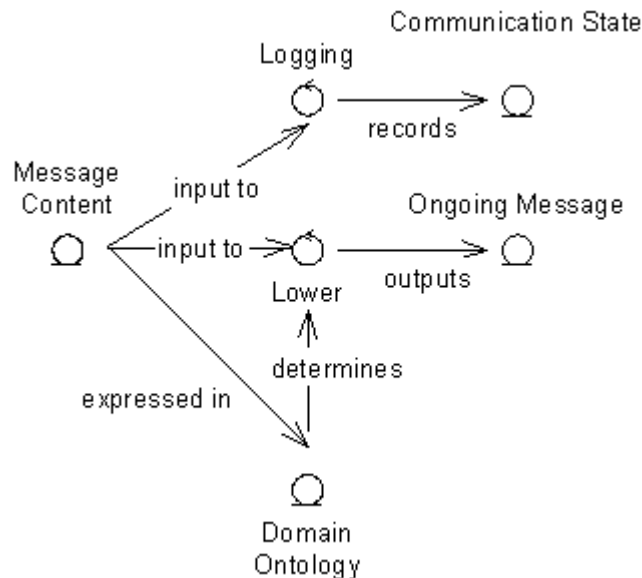 Communication State
Logging
records
Message
Content
input to
Ongoing Message
input to
Lower
outputs
determines
expressed in
Domain
Ontology